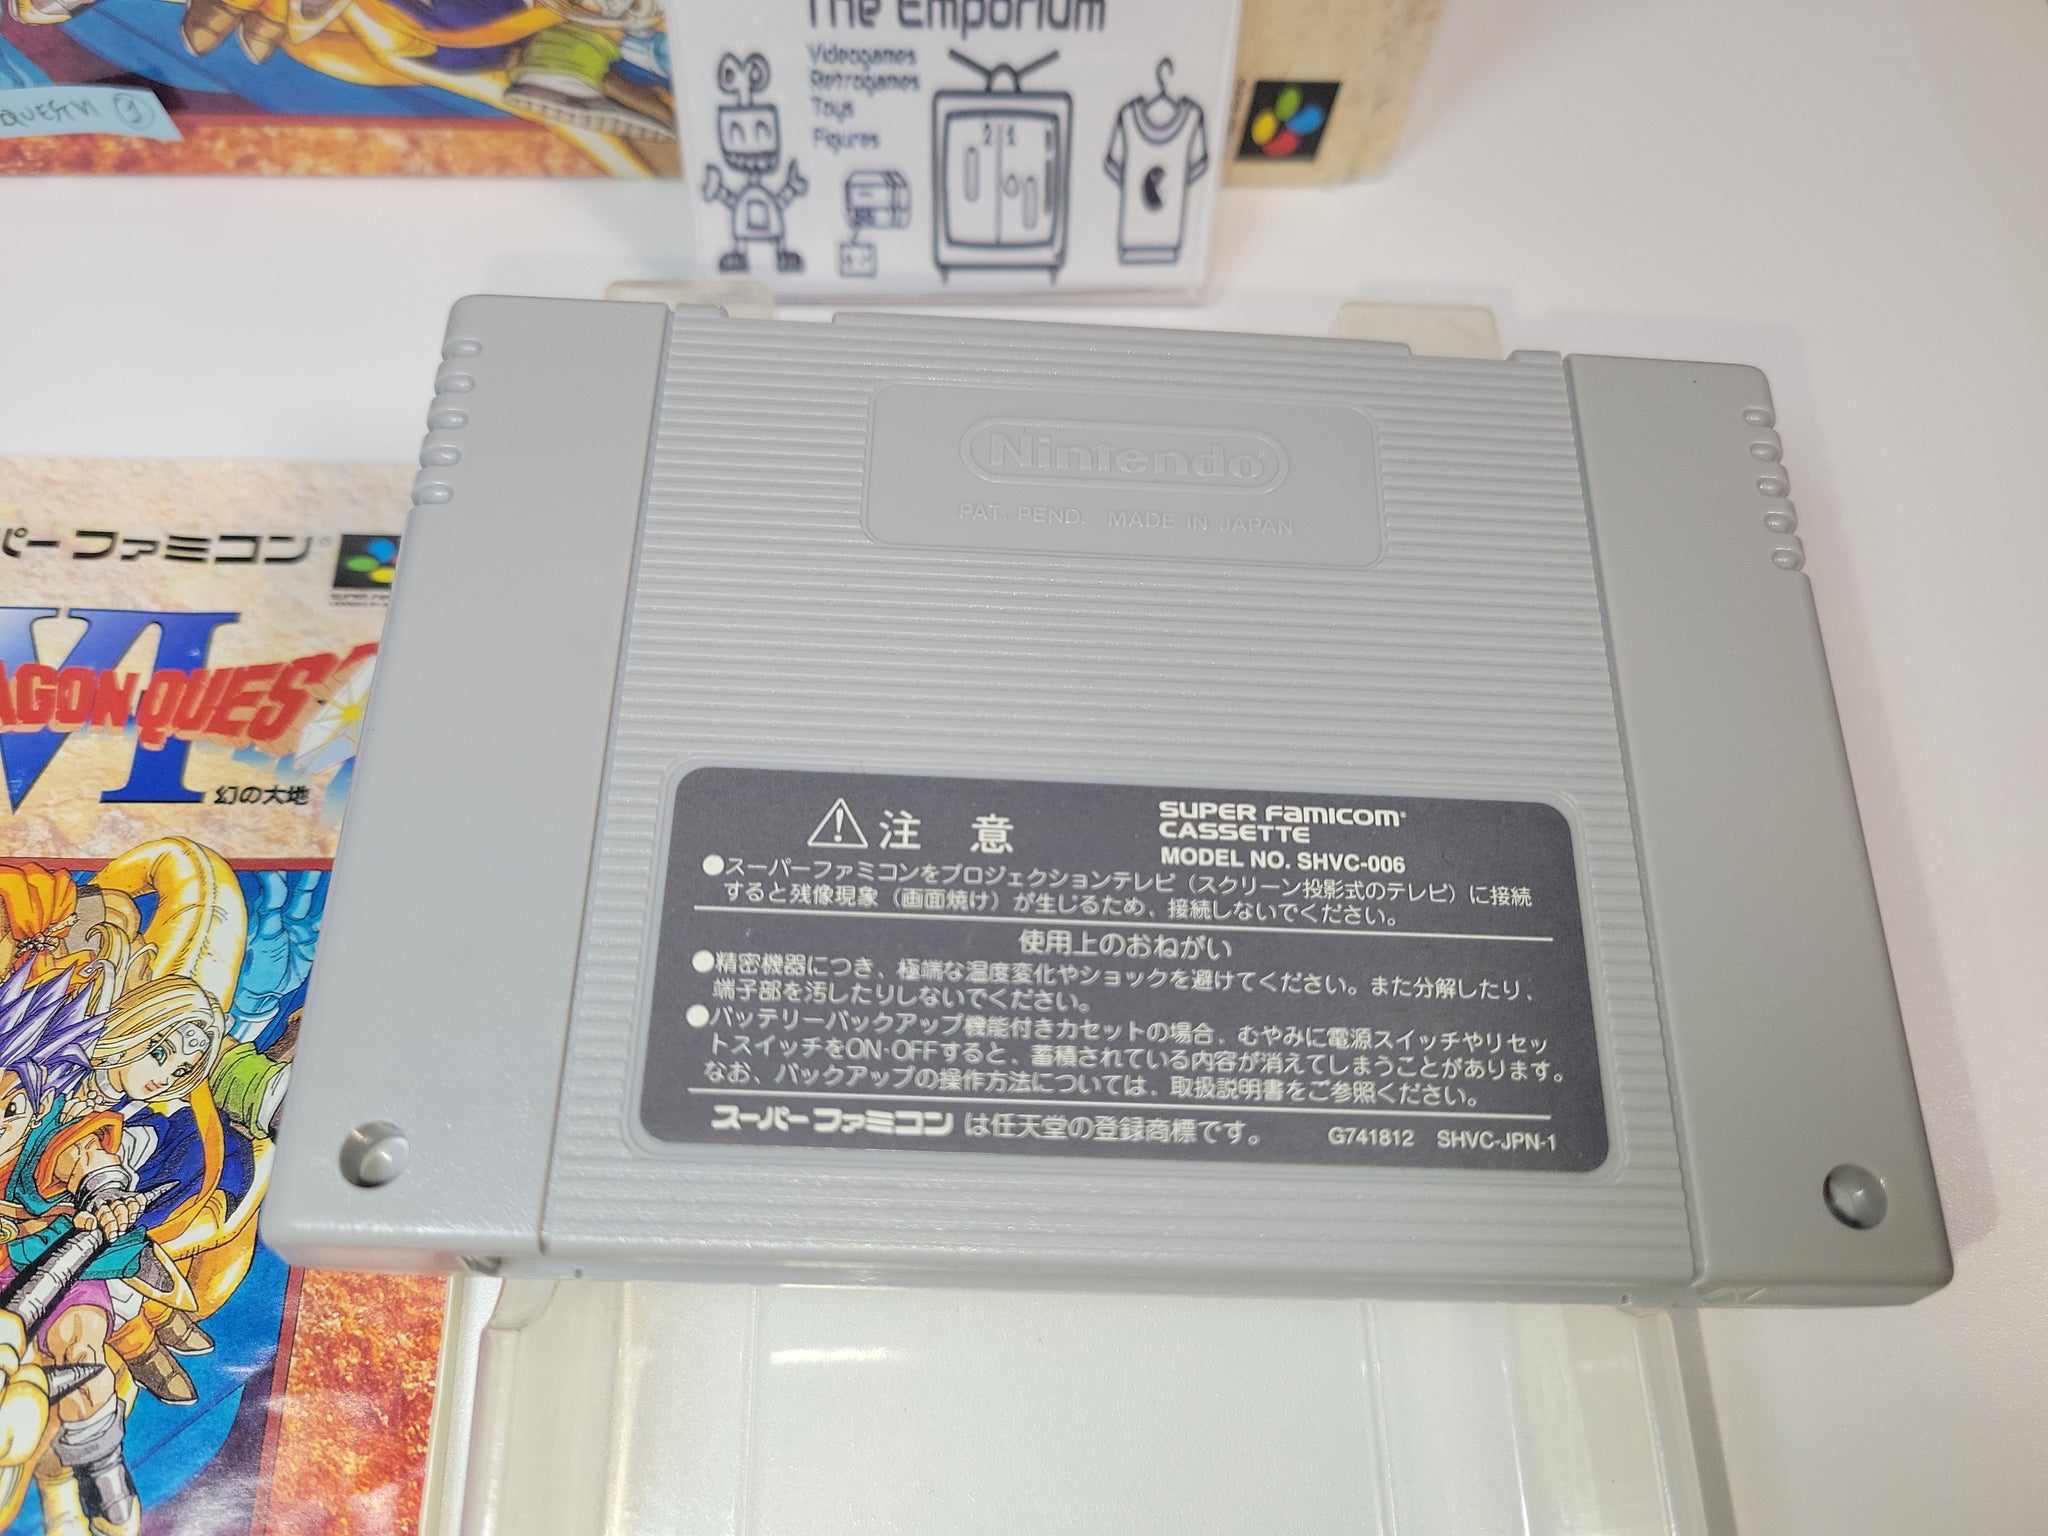 The Emporium
Videogames
Retrogames
Toys
Figures
2 1
QUEST VI ①
Nintendo®
PAT. PEND. MADE IN JAPAN
パー ファミコン®
VI
AGON QUES
幻の大地
⚠注 意
SUPER FAMICOM®
CASSETTE
MODEL NO. SHVC-006
●スーパーファミコンをプロジェクションテレビ（スクリーン投影式のテレビ）に接続
すると残像現象（画面焼け）が生じるため、接続しないでください。
使用上のおねがい
●精密機器につき、極端な温度変化やショックを避けてください。また分解したり、
端子部を汚したりしないでください。
●バッテリーバックアップ機能付きカセットの場合、むやみに電源スイッチやリセッ
トスイッチをON・OFFすると、蓄積されている内容が消えてしまうことがあります。
なお、バックアップの操作方法については、取扱説明書をご参照ください。
スーパーファミコンは任天堂の登録商標です。
G741812 SHVC-JPN-1